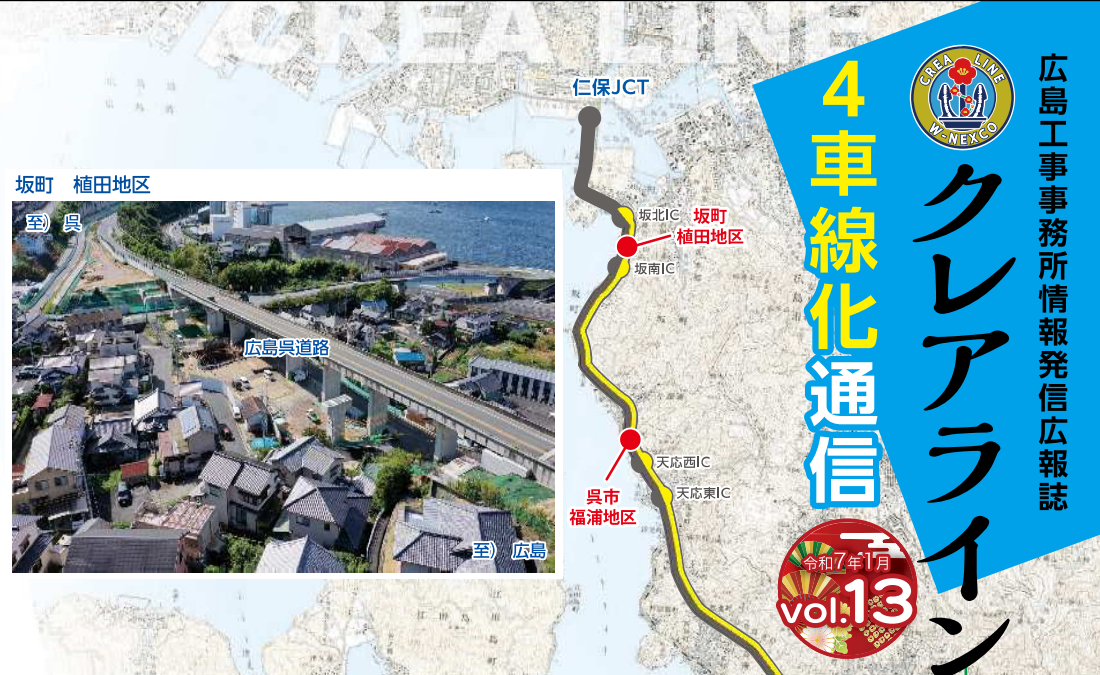 CREA LINE
広島工事事務所情報発信広報誌
CREA LINE
W-NEXCO
クレアライン
4車線化通信
令和7年1月
vol.13
仁保JCT
坂北IC
坂町
植田地区
坂南IC
天応西IC
天応東IC
呉市
福浦地区
坂町 植田地区
至) 呉
広島呉道路
至) 広島